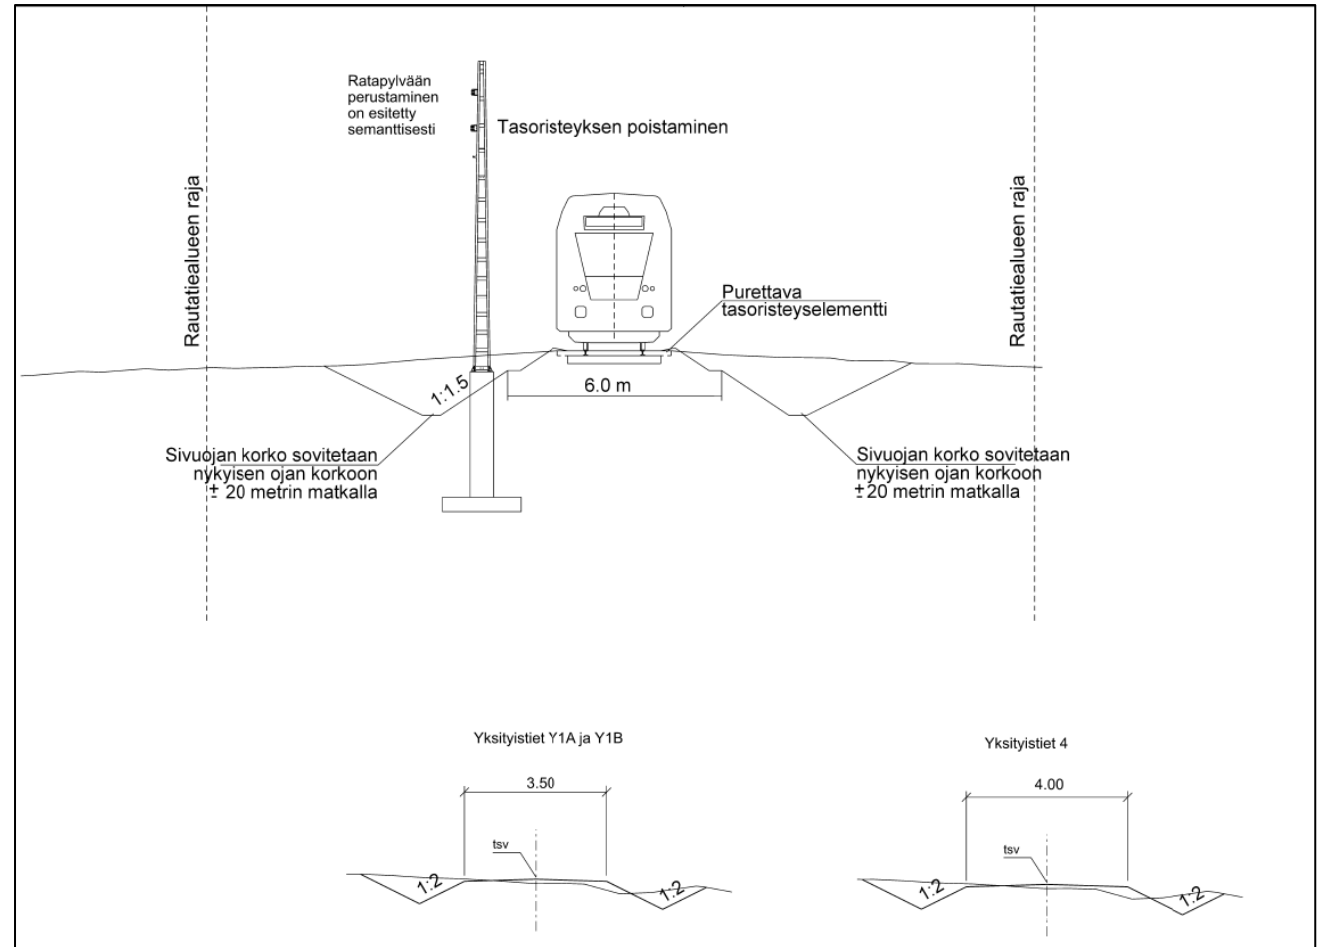 Ratapylvään
perustaminen
on esitetty
semanttisesti
Tasoristeyksen poistaminen
Rautatiealueen raja
Rautatiealueen raja
Purettava
tasoristeyselementti
1:1.5
6.0 m
Sivuojan korko sovitetaan
nykyisen ojan korkoon
± 20 metrin matkalla
Sivuojan korko sovitetaan
nykyisen ojan korkoon
±20 metrin matkalla
Yksityistiet Y1A ja Y1B
3.50
tsv
1:2
1:2
Yksityistiet 4
4.00
tsv
1:2
1:2